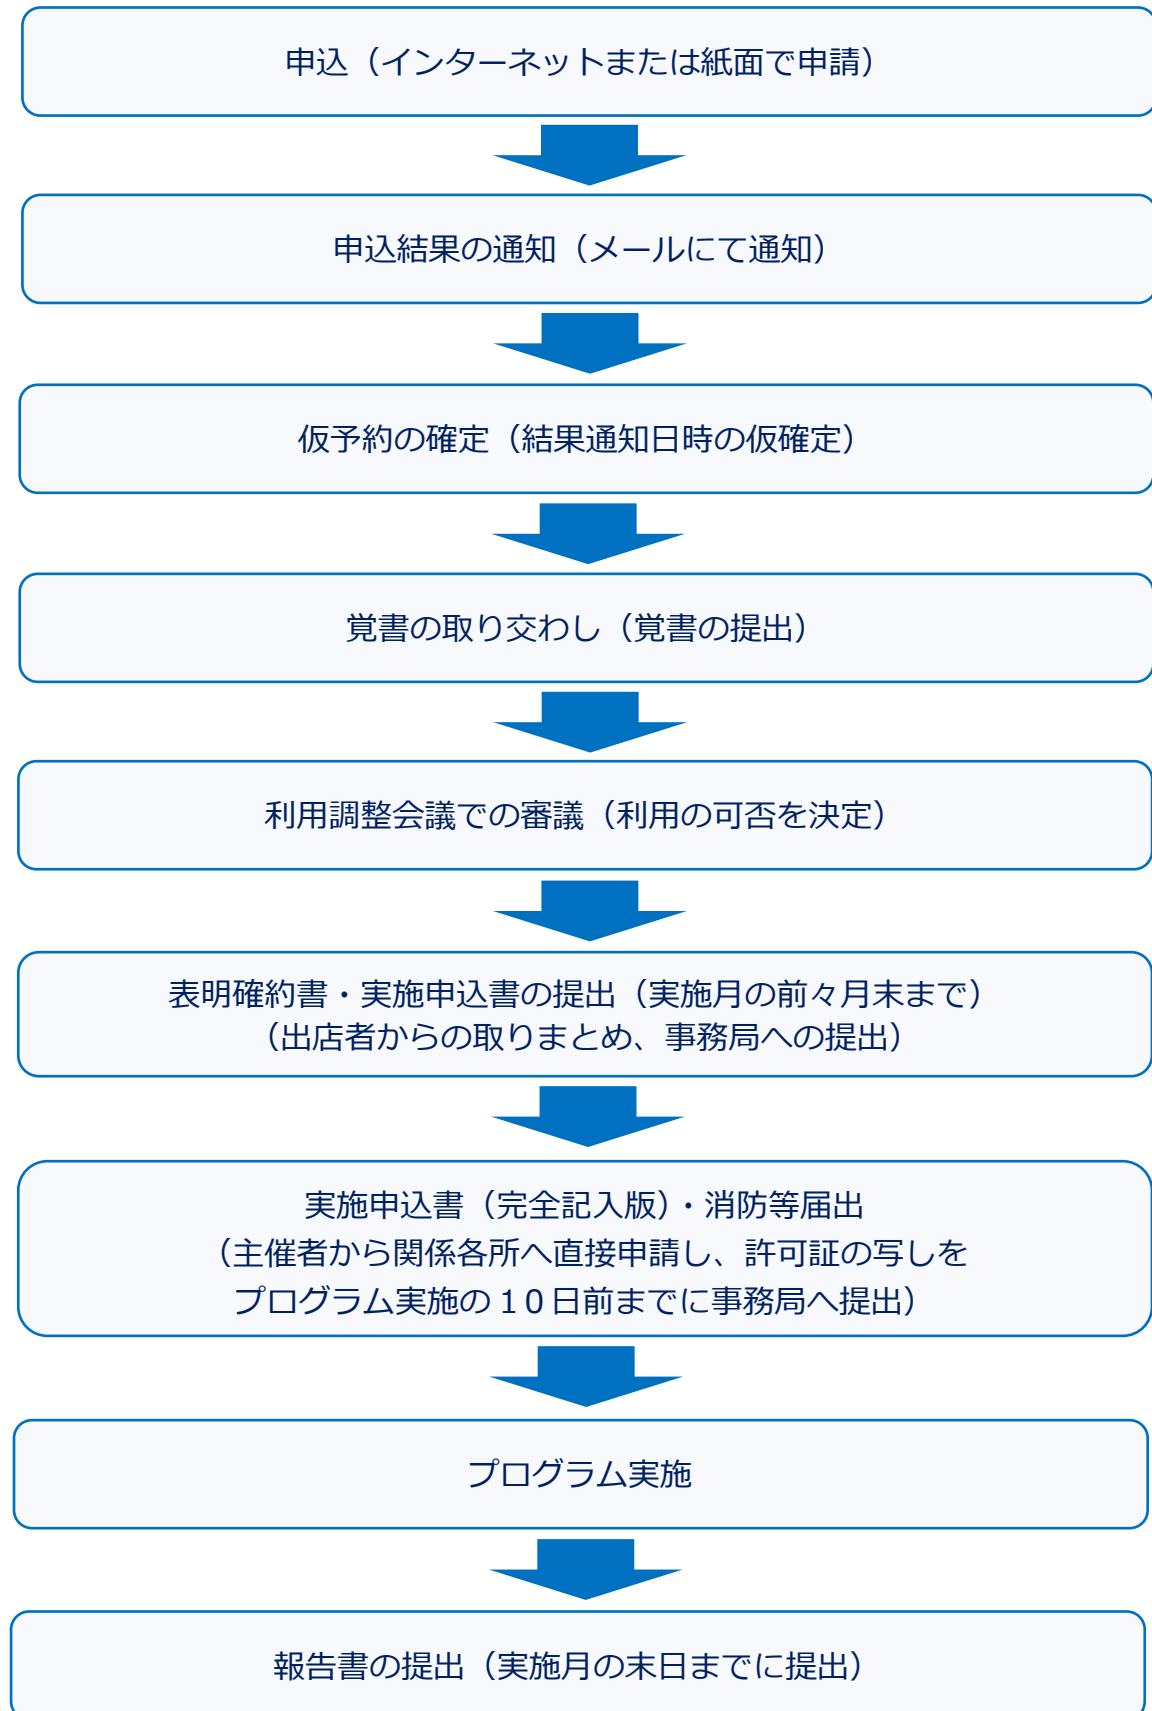 申込（インターネットまたは紙面で申請）
申込結果の通知（メールにて通知）
仮予約の確定（結果通知日時の仮確定）
覚書の取り交わし（覚書の提出）
利用調整会議での審議（利用の可否を決定）
表明確約書・実施申込書の提出（実施月の前々月末まで）
（出店者からの取りまとめ、事務局への提出）
実施申込書（完全記入版）・消防等届出
（主催者から関係各所へ直接申請し、許可証の写しを
プログラム実施の１０日前までに事務局へ提出）
プログラム実施
報告書の提出（実施月の末日までに提出）